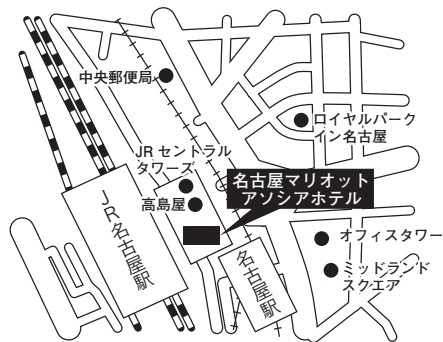 中央郵便局
ロイヤルパーク
イン名古屋
JRセントラル
タワーズ
名古屋マリオット
アソシアホテル
高島屋
オフィスタワー
ミッドランド
スクエア
JR名古屋駅
名古屋駅